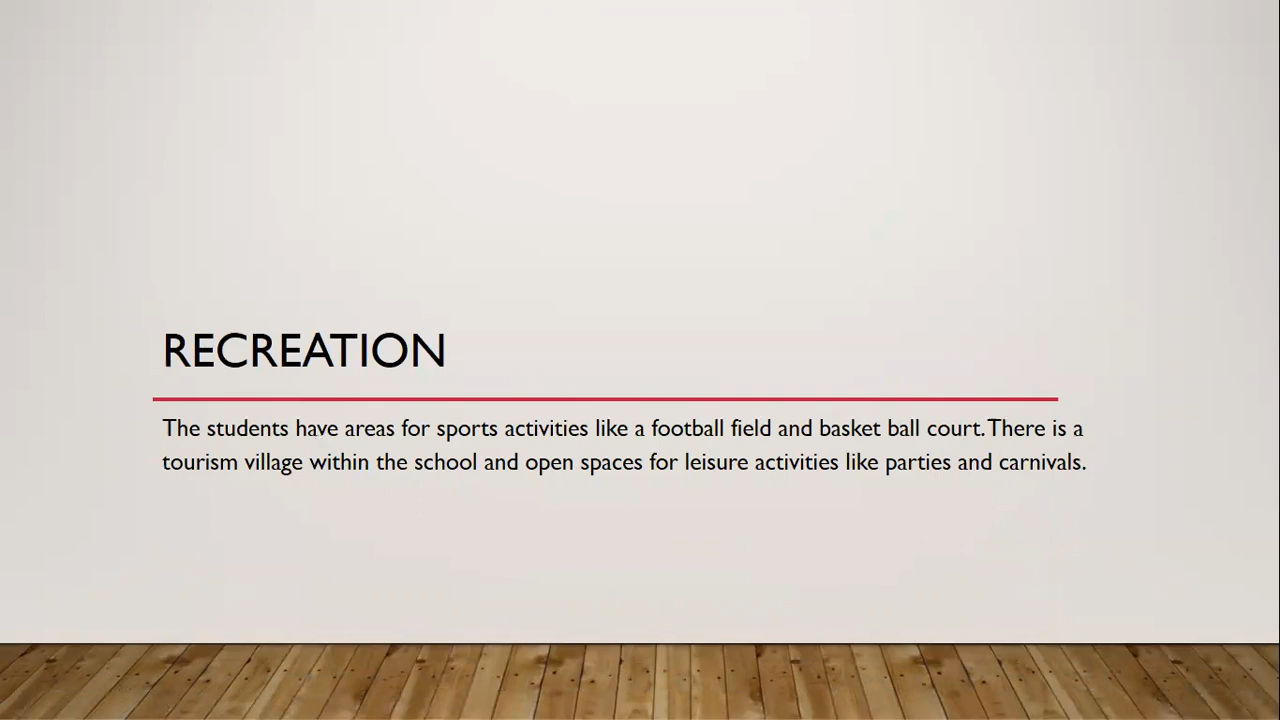 RECREATION
The students have areas for sports activities like a football field and basket ball court. There is a
tourism village within the school and open spaces for leisure activities like parties and carnivals.